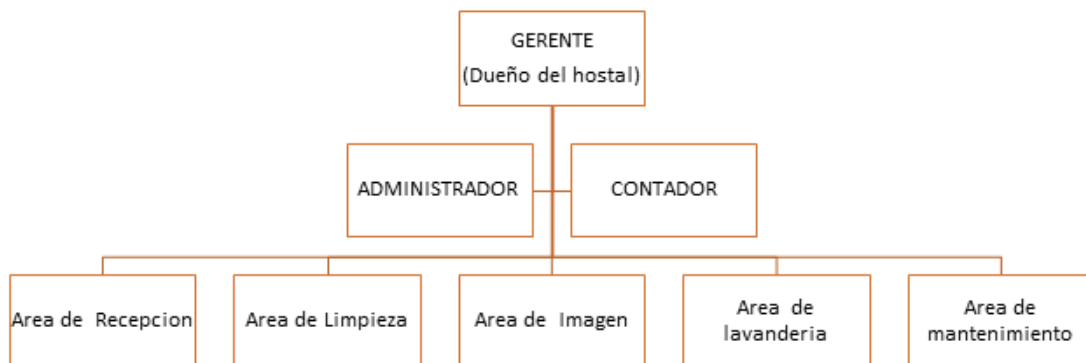 GERENTE
(Dueño del hostal)
ADMINISTRADOR
CONTADOR
Area de  Recepcion
Area de Limpieza
Area de  Imagen
Area  de
lavanderia
Area de
mantenimiento